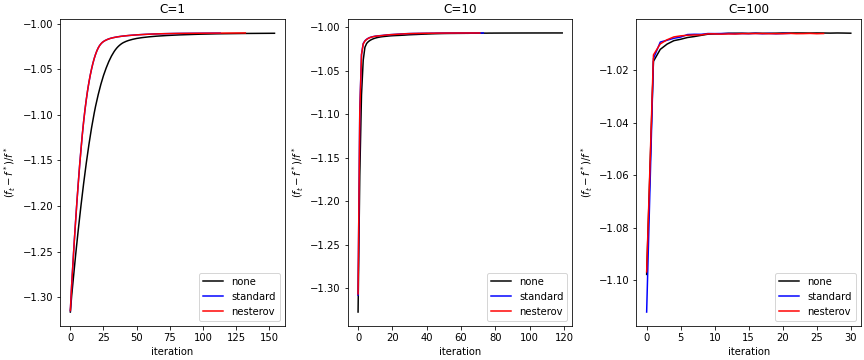 C=1
−1.00
−1.05
−1.10
−1.15
−1.20
−1.25
−1.30
(f_t − f*)/f*
0 25 50 75 100 125 150
iteration
none
standard
nesterov
C=10
−1.00
−1.05
−1.10
−1.15
−1.20
−1.25
−1.30
(f_t − f*)/f*
0 20 40 60 80 100 120
iteration
none
standard
nesterov
C=100
−1.02
−1.04
−1.06
−1.08
−1.10
(f_t − f*)/f*
0 5 10 15 20 25 30
iteration
none
standard
nesterov